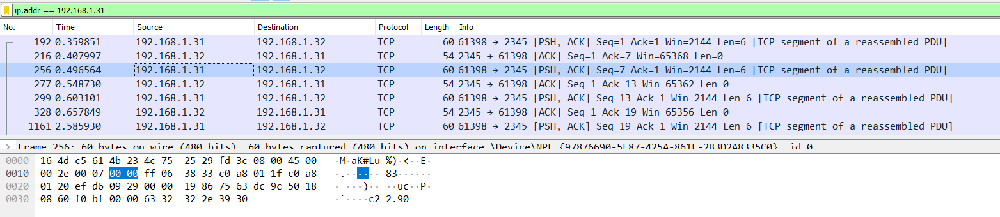 ip.addr == 192.168.1.31
No. Time Source Destination Protocol Length Info
192 0.359851 192.168.1.31 192.168.1.32 TCP 60 61398 → 2345 [PSH, ACK] Seq=1 Ack=1 Win=2144 Len=6 [TCP segment of a reassembled PDU]
216 0.407997 192.168.1.32 192.168.1.31 TCP 54 2345 → 61398 [ACK] Seq=1 Ack=7 Win=65368 Len=0
256 0.496564 192.168.1.31 192.168.1.32 TCP 60 61398 → 2345 [PSH, ACK] Seq=7 Ack=1 Win=2144 Len=6 [TCP segment of a reassembled PDU]
277 0.548730 192.168.1.32 192.168.1.31 TCP 54 2345 → 61398 [ACK] Seq=1 Ack=13 Win=65362 Len=0
299 0.603101 192.168.1.31 192.168.1.32 TCP 60 61398 → 2345 [PSH, ACK] Seq=13 Ack=1 Win=2144 Len=6 [TCP segment of a reassembled PDU]
328 0.657849 192.168.1.32 192.168.1.31 TCP 54 2345 → 61398 [ACK] Seq=1 Ack=19 Win=65356 Len=0
1161 2.585930 192.168.1.31 192.168.1.32 TCP 60 61398 → 2345 [PSH, ACK] Seq=19 Ack=1 Win=2144 Len=6 [TCP segment of a reassembled PDU]
Frame 256: 60 bytes on wire (480 bits), 60 bytes captured (480 bits) on interface \Device\NPF_{97876690-5E87-425A-861E-2B3D2A8335C0}, id 0
0000 16 4d c5 61 4b 23 4c 75 25 29 fd 3c 08 00 45 00 ·M·aK#Lu %)·<··E·
0010 00 2e 00 07 00 00 ff 06 38 33 c0 a8 01 1f c0 a8 ·.······ 83······
0020 01 20 ef d6 09 29 00 00 19 86 75 63 dc 9c 50 18 · ···)·· ··uc··P·
0030 08 60 f0 bf 00 00 63 32 32 2e 39 30 ·`····c2 2.90